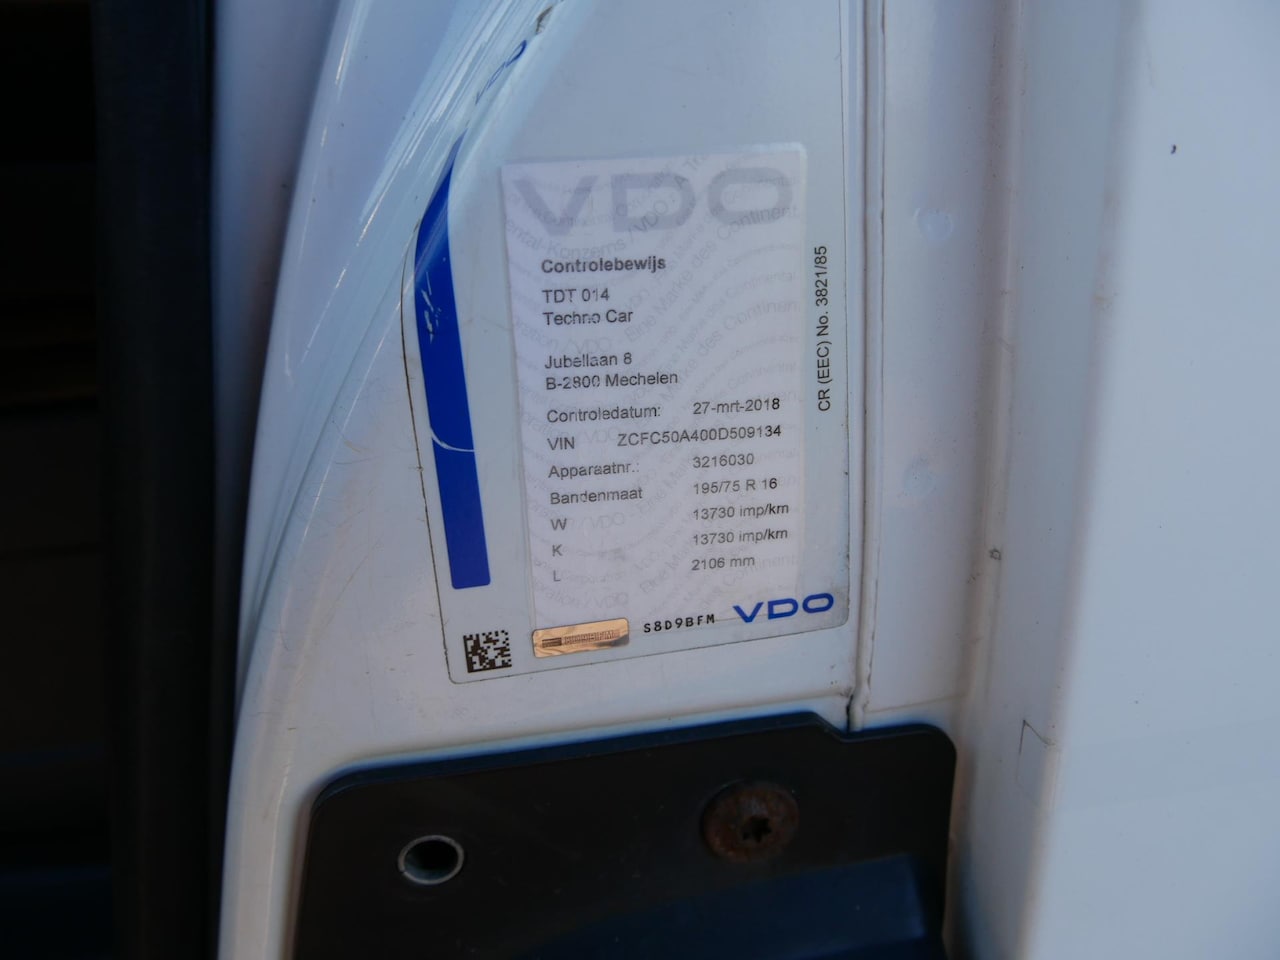 VDO
VDO
Controlebewijs
TDT 014
Techno Car
Jubellaan 8
B-2800 Mechelen
Controledatum: 27-mrt-2018
VIN ZCFC50A400D509134
Apparaatnr.: 3216030
Bandenmaat 195/75 R 16
W 13730 imp/km
K 13730 imp/km
L 2106 mm
S8D9BFM VDO
CR (EEC) No. 3821/85